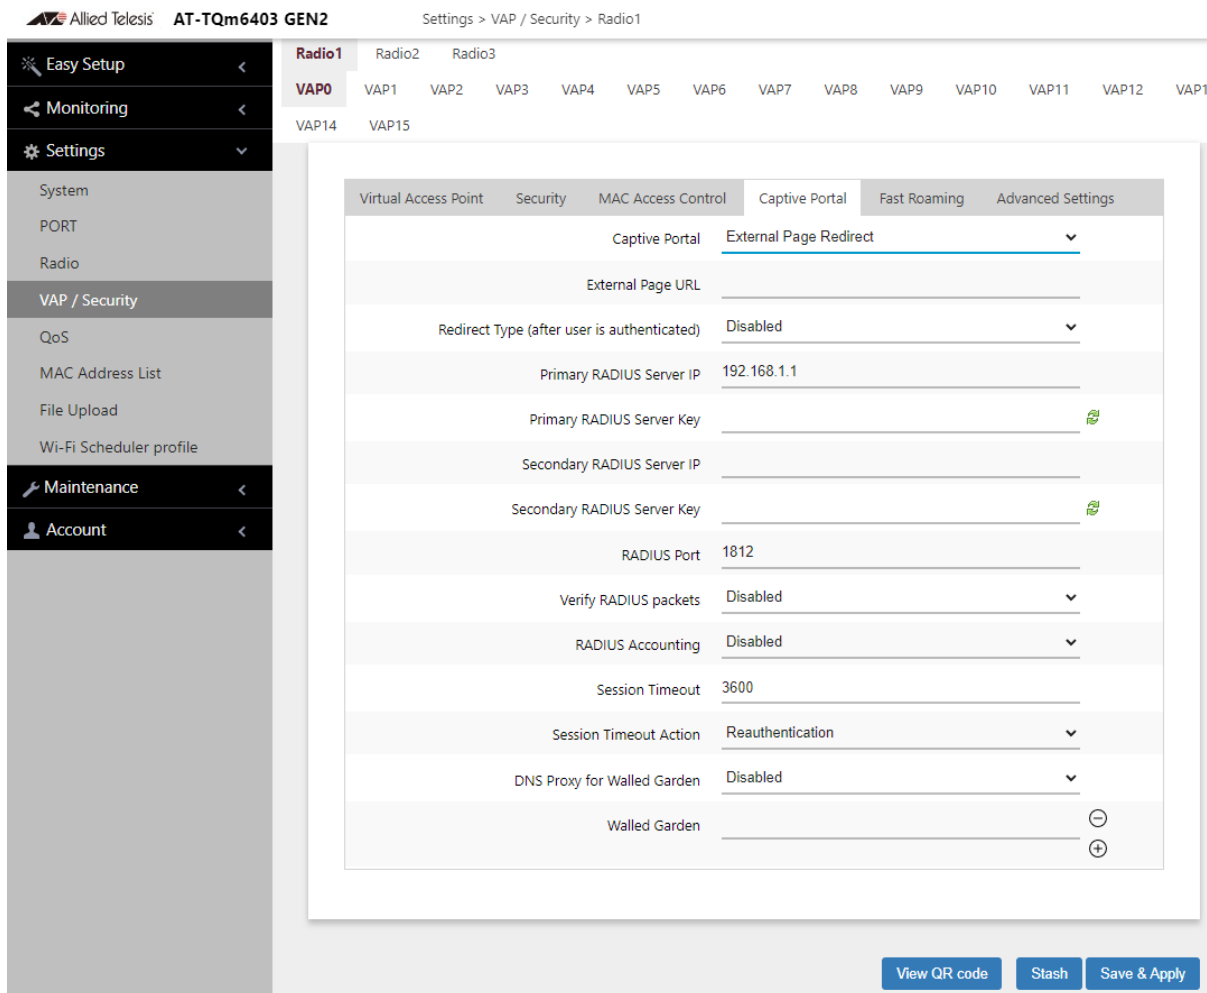 Allied Telesis AT-TQm6403 GEN2 Settings > VAP / Security > Radio1
Easy Setup
Monitoring
Settings
System
PORT
Radio
VAP / Security
QoS
MAC Address List
File Upload
Wi-Fi Scheduler profile
Maintenance
Account
Radio1 Radio2 Radio3
VAP0 VAP1 VAP2 VAP3 VAP4 VAP5 VAP6 VAP7 VAP8 VAP9 VAP10 VAP11 VAP12 VAP1
VAP14 VAP15
Virtual Access Point Security MAC Access Control Captive Portal Fast Roaming Advanced Settings
Captive Portal External Page Redirect
External Page URL
Redirect Type (after user is authenticated) Disabled
Primary RADIUS Server IP 192.168.1.1
Primary RADIUS Server Key
Secondary RADIUS Server IP
Secondary RADIUS Server Key
RADIUS Port 1812
Verify RADIUS packets Disabled
RADIUS Accounting Disabled
Session Timeout 3600
Session Timeout Action Reauthentication
DNS Proxy for Walled Garden Disabled
Walled Garden
View QR code Stash Save & Apply